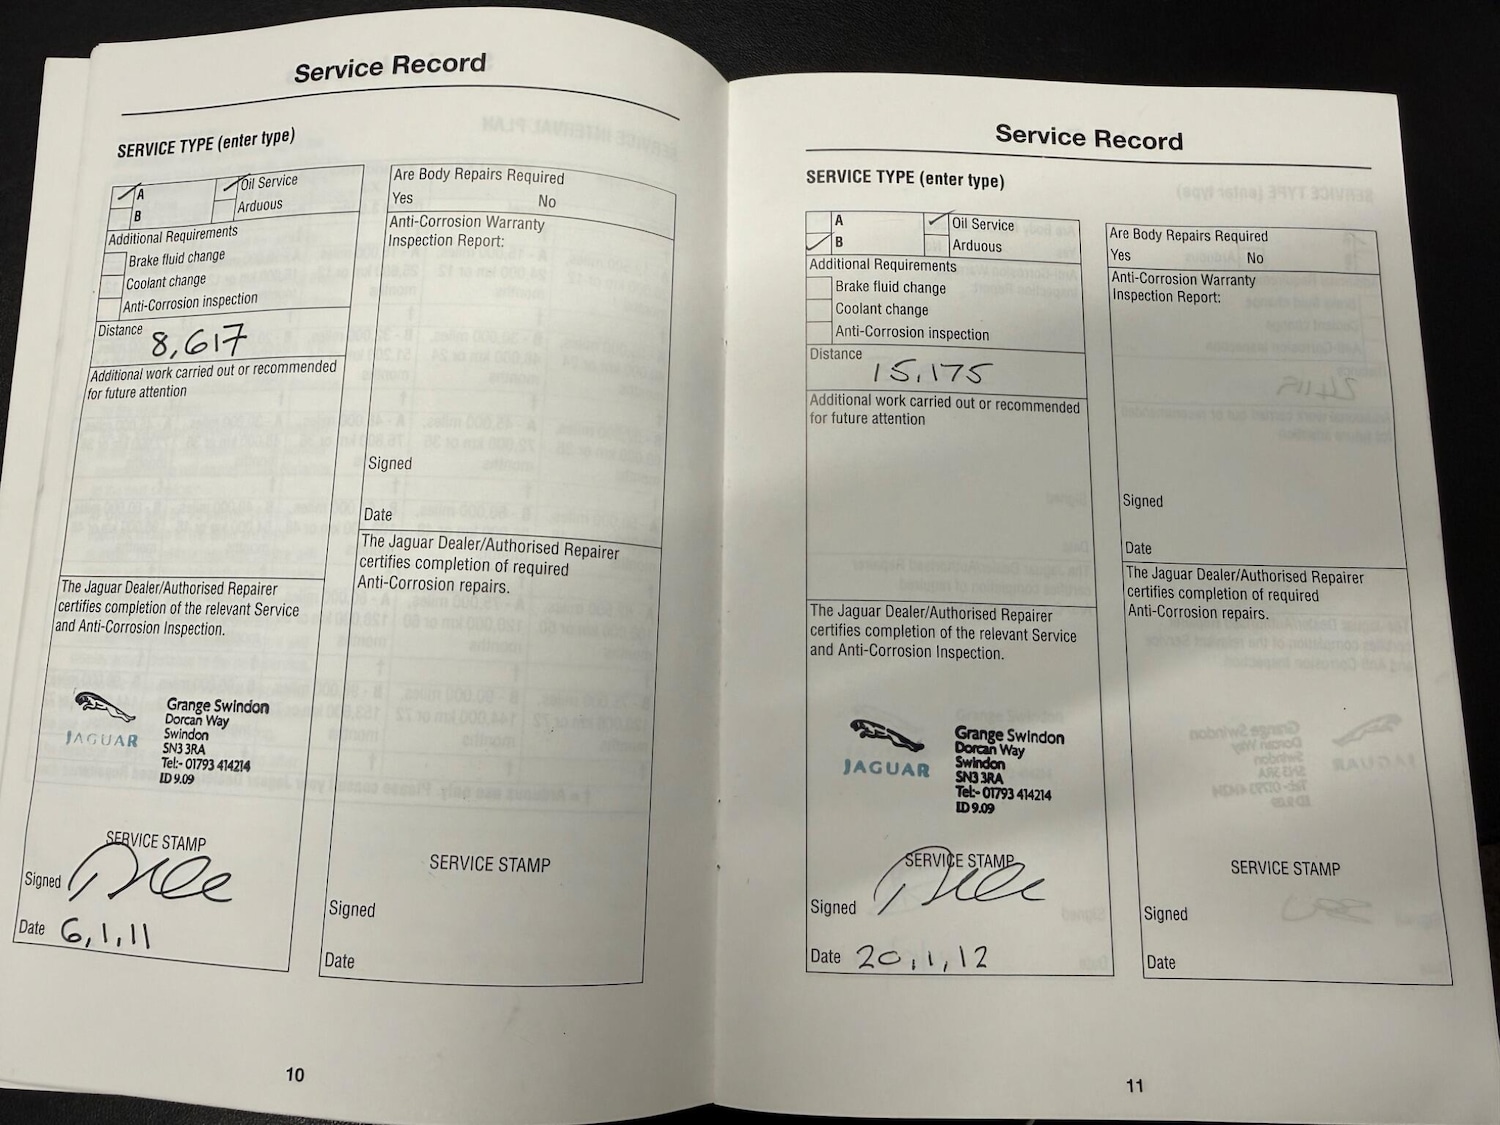 Service Record
SERVICE TYPE (enter type)
A
Oil Service
B
Arduous
Additional Requirements
Brake fluid change
Coolant change
Anti-Corrosion inspection
Distance
8,617
Additional work carried out or recommended
for future attention
The Jaguar Dealer/Authorised Repairer
certifies completion of the relevant Service
and Anti-Corrosion Inspection.
JAGUAR
Grange Swindon
Dorcan Way
Swindon
SN3 3RA
Tel:- 01793 414214
ID 9.09
SERVICE STAMP
Signed
Date 6,1,11
Are Body Repairs Required
Yes No
Anti-Corrosion Warranty
Inspection Report:
Signed
Date
The Jaguar Dealer/Authorised Repairer
certifies completion of required
Anti-Corrosion repairs.
SERVICE STAMP
Signed
Date
10
Service Record
SERVICE TYPE (enter type)
A
Oil Service
B
Arduous
Additional Requirements
Brake fluid change
Coolant change
Anti-Corrosion inspection
Distance
15,175
Additional work carried out or recommended
for future attention
The Jaguar Dealer/Authorised Repairer
certifies completion of the relevant Service
and Anti-Corrosion Inspection.
JAGUAR
Grange Swindon
Dorcan Way
Swindon
SN3 3RA
Tel:- 01793 414214
ID 9.09
SERVICE STAMP
Signed
Date 20,1,12
Are Body Repairs Required
Yes No
Anti-Corrosion Warranty
Inspection Report:
Signed
Date
The Jaguar Dealer/Authorised Repairer
certifies completion of required
Anti-Corrosion repairs.
SERVICE STAMP
Signed
Date
11